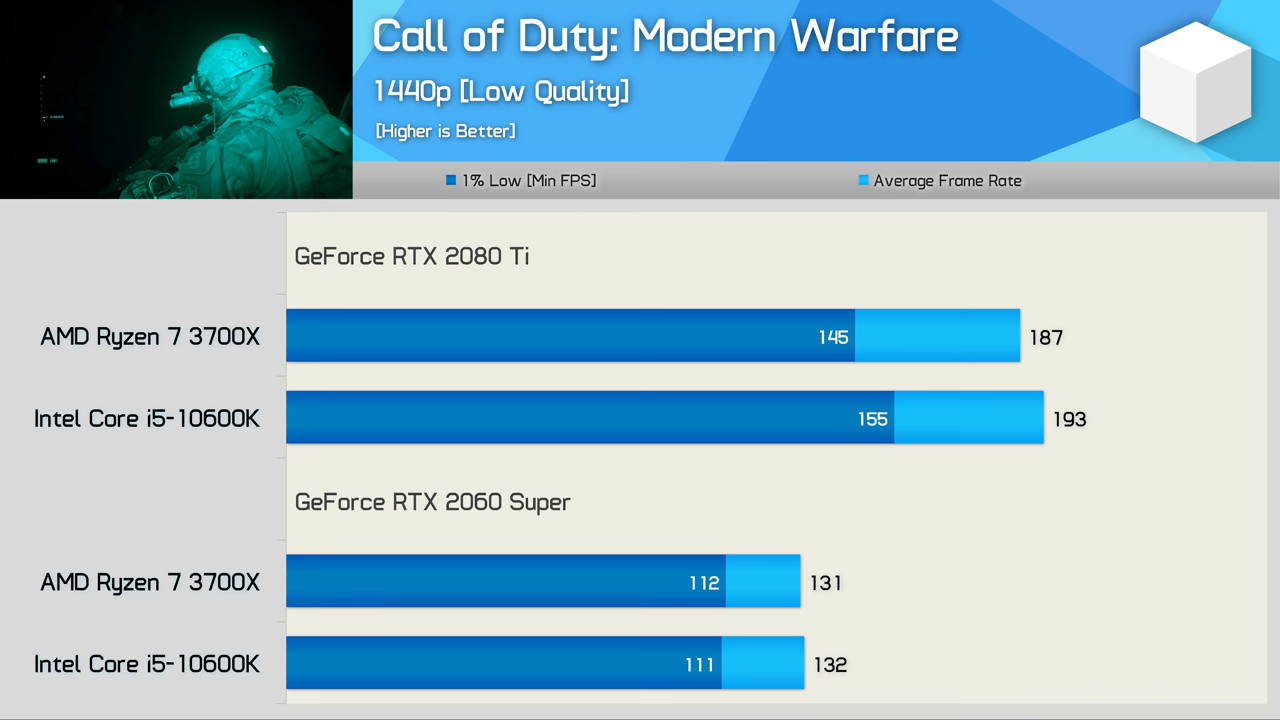 Call of Duty: Modern Warfare
1440p [Low Quality]
[Higher is Better]
1% Low [Min FPS]
Average Frame Rate
GeForce RTX 2080 Ti
AMD Ryzen 7 3700X
145
187
Intel Core i5-10600K
155
193
GeForce RTX 2060 Super
AMD Ryzen 7 3700X
112
131
Intel Core i5-10600K
111
132